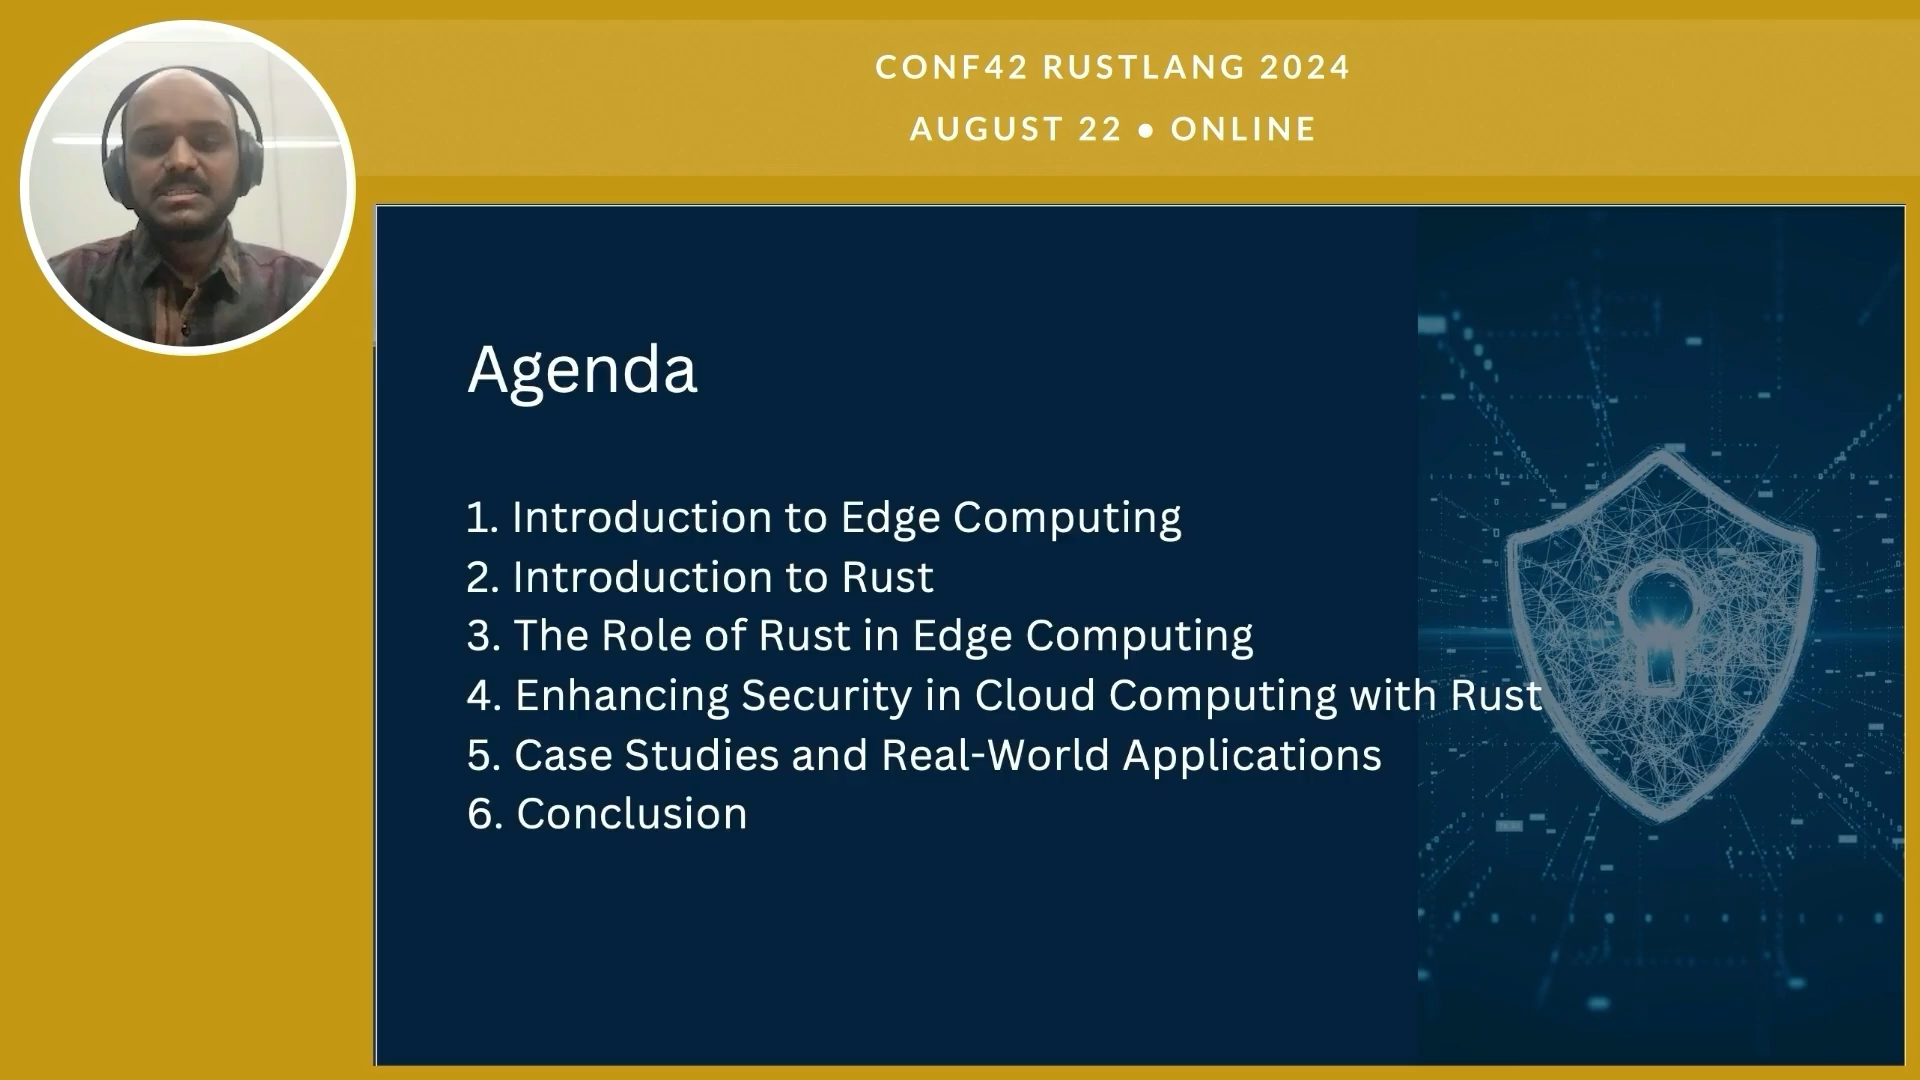 CONF42 RUSTLANG 2024
AUGUST 22 • ONLINE
Agenda
1. Introduction to Edge Computing
2. Introduction to Rust
3. The Role of Rust in Edge Computing
4. Enhancing Security in Cloud Computing with Rust
5. Case Studies and Real-World Applications
6. Conclusion